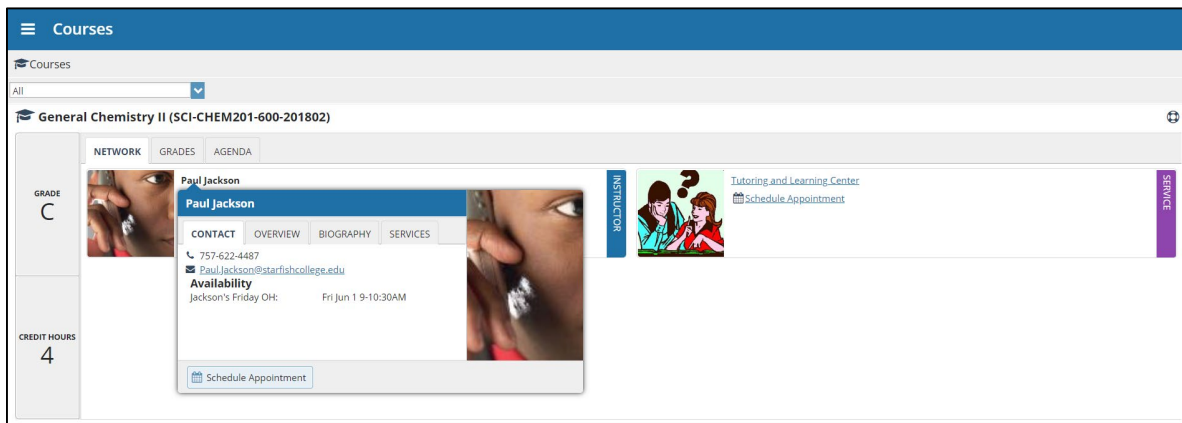 Courses
Courses
All
General Chemistry II (SCI-CHEM201-600-201802)
NETWORK GRADES AGENDA
GRADE
C
CREDIT HOURS
4
Paul Jackson
INSTRUCTOR
Paul Jackson
CONTACT OVERVIEW BIOGRAPHY SERVICES
757-622-4487
Paul.Jackson@starfishcollege.edu
Availability
Jackson's Friday OH: Fri Jun 1 9-10:30AM
Schedule Appointment
?
Tutoring and Learning Center
Schedule Appointment
SERVICE